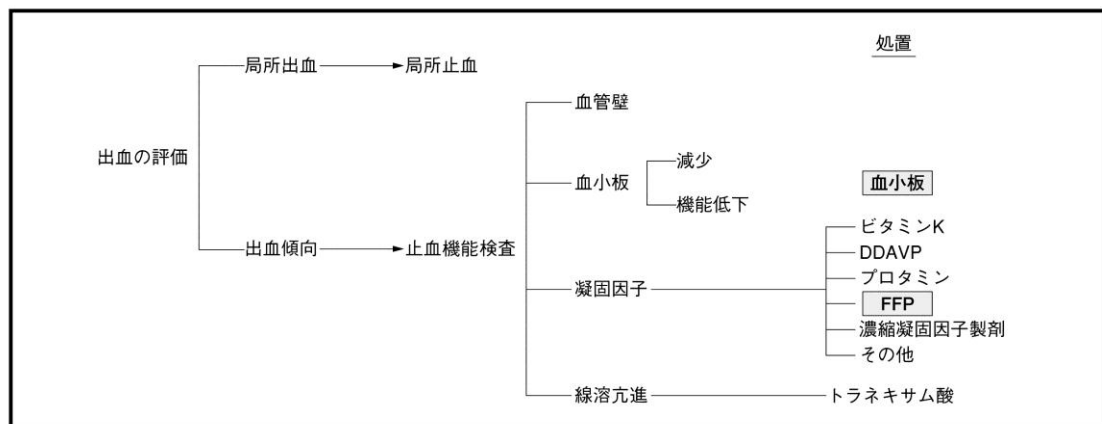 処置
局所出血
局所止血
血管壁
出血の評価
減少
血小板
機能低下
血小板
出血傾向
止血機能検査
ビタミンK
DDAVP
プロタミン
凝固因子
FFP
濃縮凝固因子製剤
その他
線溶亢進
トラネキサム酸